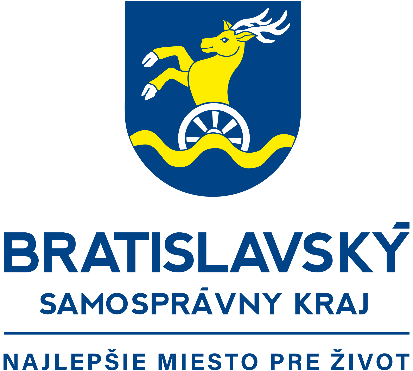 BRATISLAVSKÝ
SAMOSPRÁVNY KRAJ
NAJLEPŠIE MIESTO PRE ŽIVOT